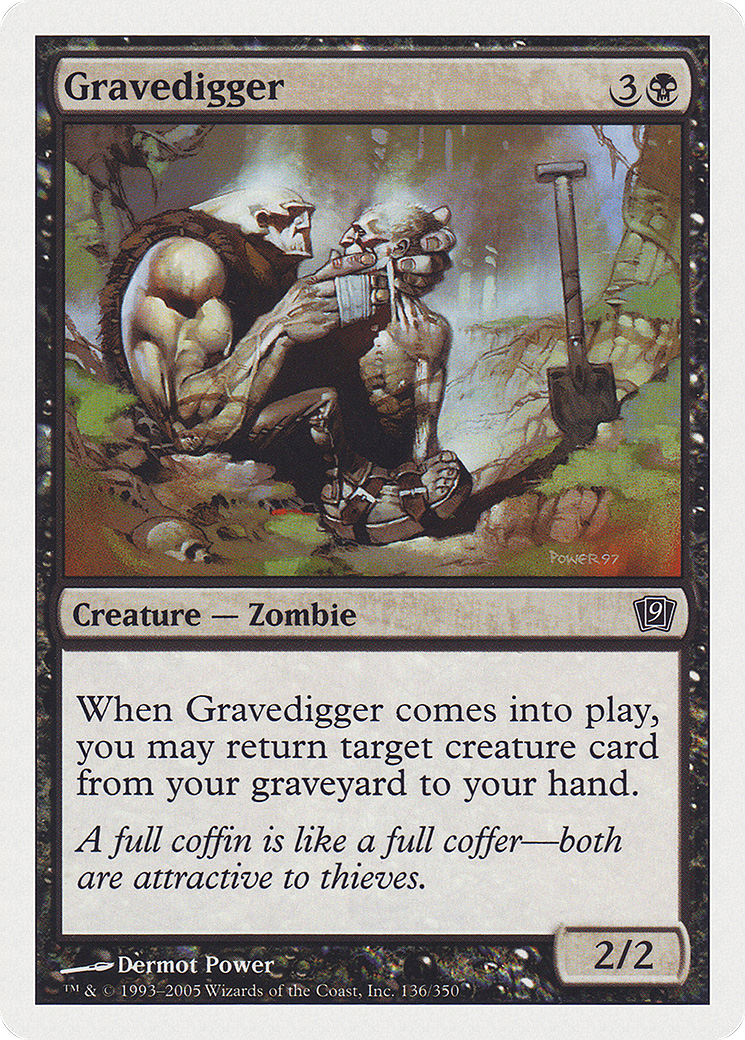 Gravedigger 3
POWER 97
Creature — Zombie 9
When Gravedigger comes into play,
you may return target creature card
from your graveyard to your hand.
A full coffin is like a full coffer—both
are attractive to thieves.
2/2
Dermot Power
™ & © 1993–2005 Wizards of the Coast, Inc. 136/350